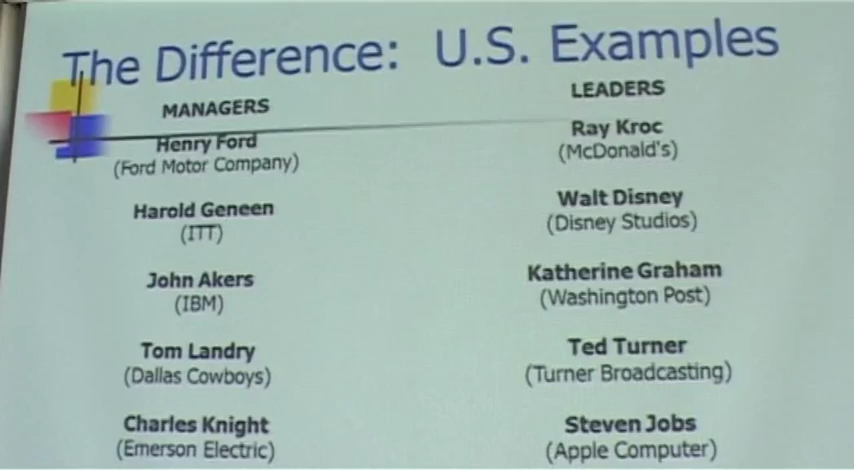 The Difference: U.S. Examples
MANAGERS
Henry Ford
(Ford Motor Company)
Harold Geneen
(ITT)
John Akers
(IBM)
Tom Landry
(Dallas Cowboys)
Charles Knight
(Emerson Electric)
LEADERS
Ray Kroc
(McDonald's)
Walt Disney
(Disney Studios)
Katherine Graham
(Washington Post)
Ted Turner
(Turner Broadcasting)
Steven Jobs
(Apple Computer)